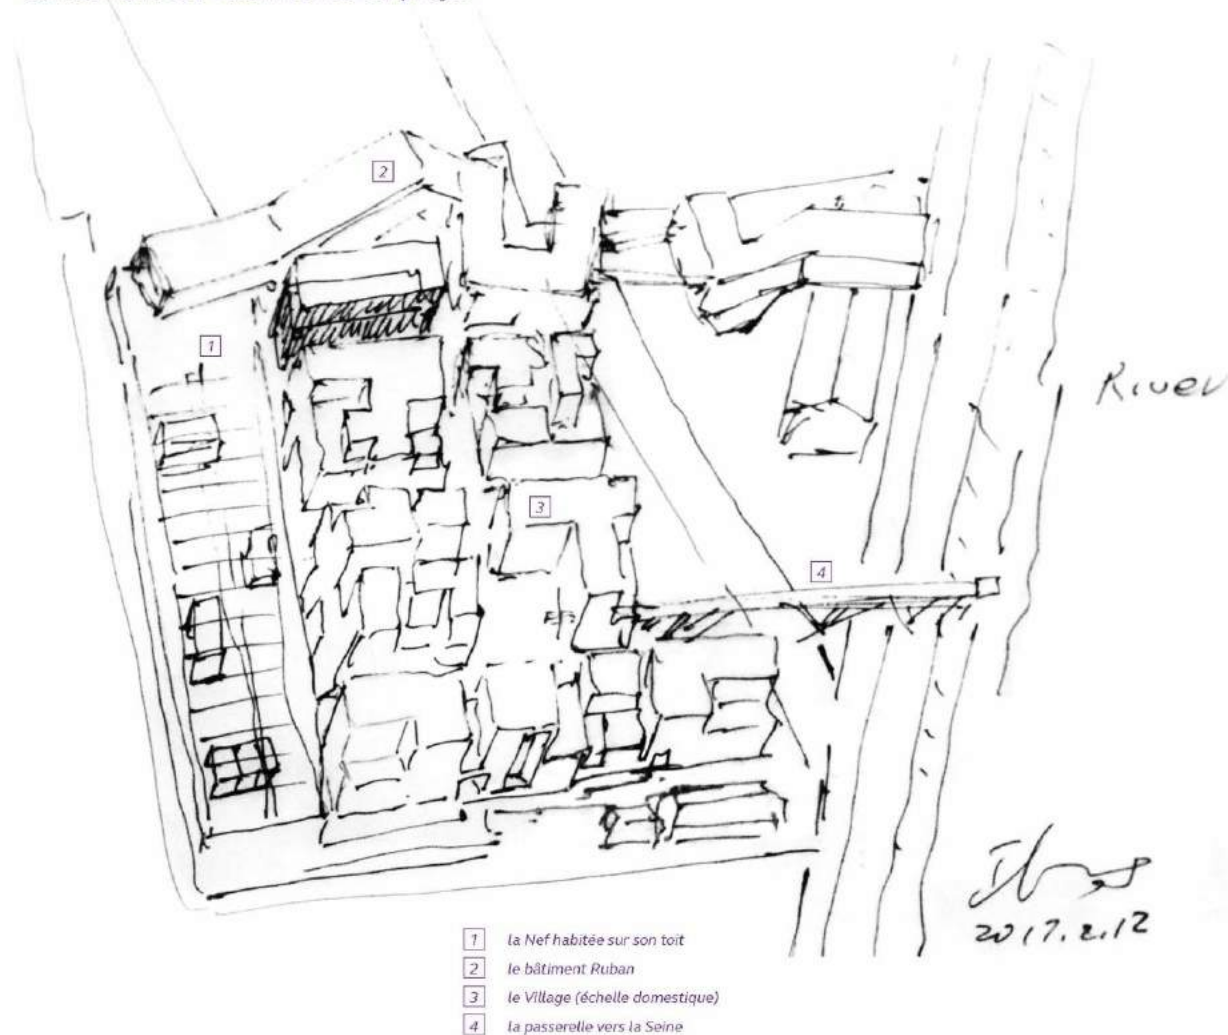 2
1
River
3
4
2017.2.12
1 la Nef habitée sur son toit
2 le bâtiment Ruban
3 le Village (échelle domestique)
4 la passerelle vers la Seine